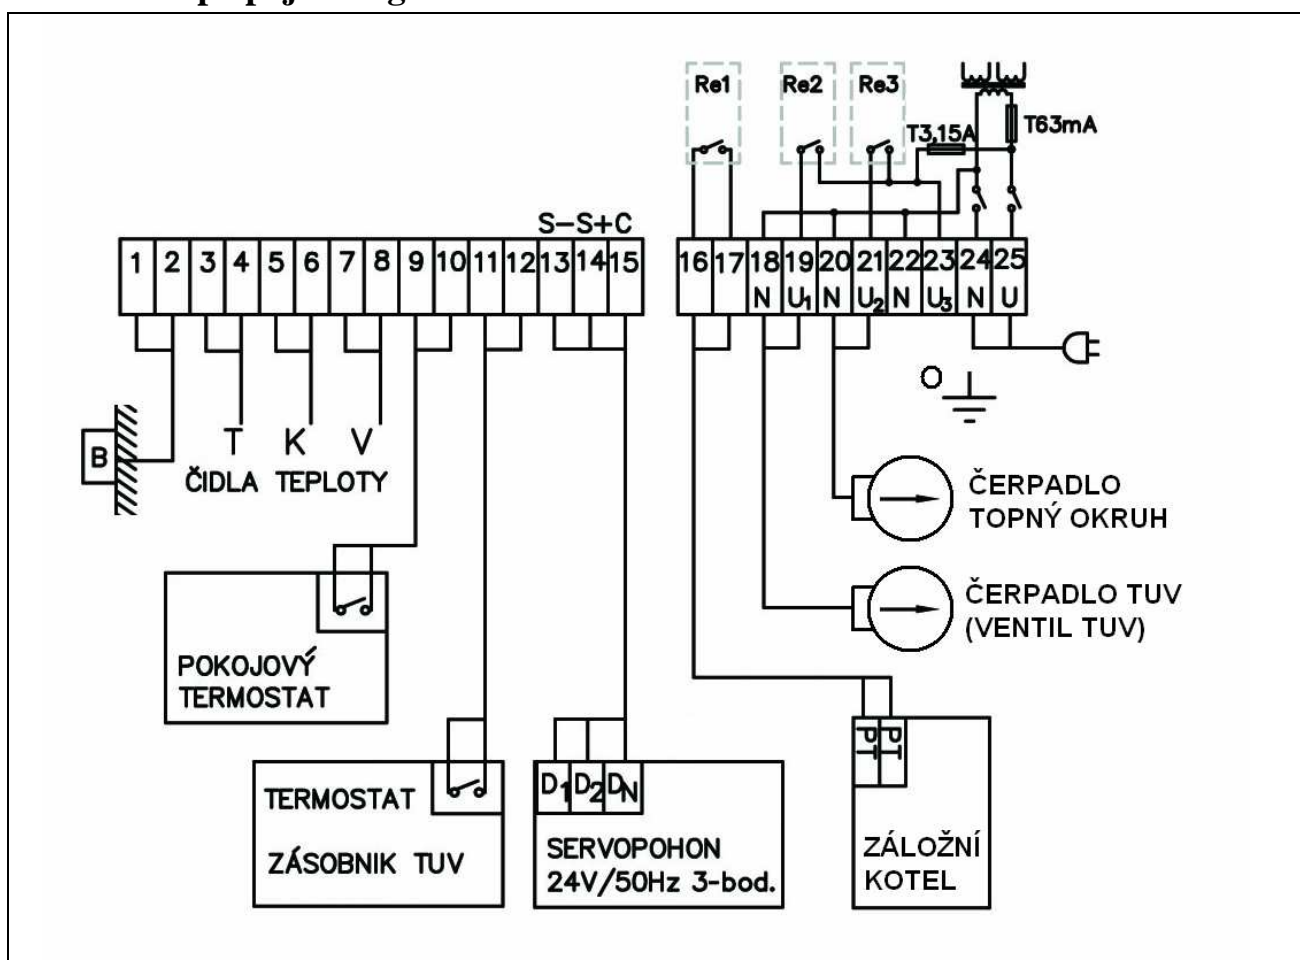 Re1
Re2
Re3
T3,15A
T63mA
S-S+C
1 2 3 4 5 6 7 8 9 10 11 12 13 14 15
16 17 18 19 20 21 22 23 24 25
N U1 N U2 N U3 N U
T K V
B
ČIDLA TEPLOTY
ČERPADLO
TOPNÝ OKRUH
ČERPADLO TUV
(VENTIL TUV)
POKOJOVÝ
TERMOSTAT
PT PT
TERMOSTAT
ZÁSOBNIK TUV
D1 D2 DN
SERVOPOHON
24V/50Hz 3-bod.
ZÁLOŽNÍ
KOTEL